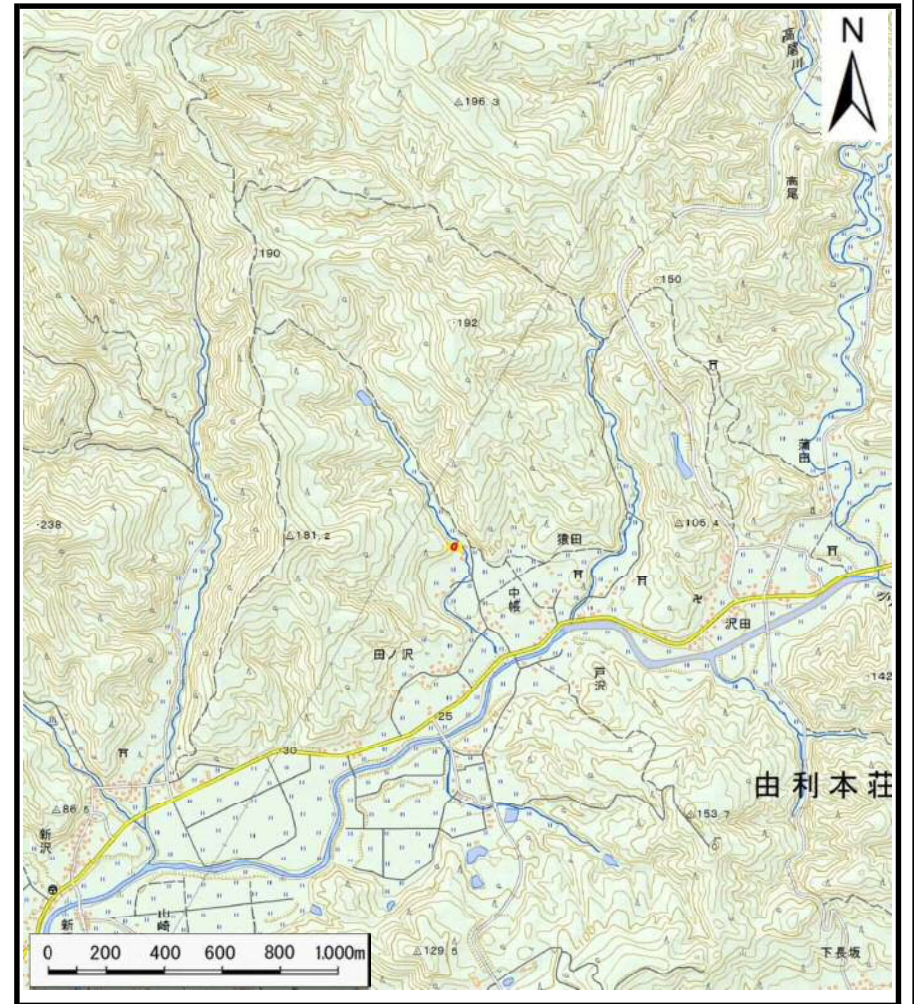 N
高尾川
△196.3
高尾
190
・150
・192
蒲田
・238
△181.2
△105.4
猿田
中帳
沢田
田ノ沢
戸沢
142
・25
・30
由利本荘
△86.5
△153.7
新沢
山崎
新
△129.5
下長坂
0 200 400 600 800 1,000m